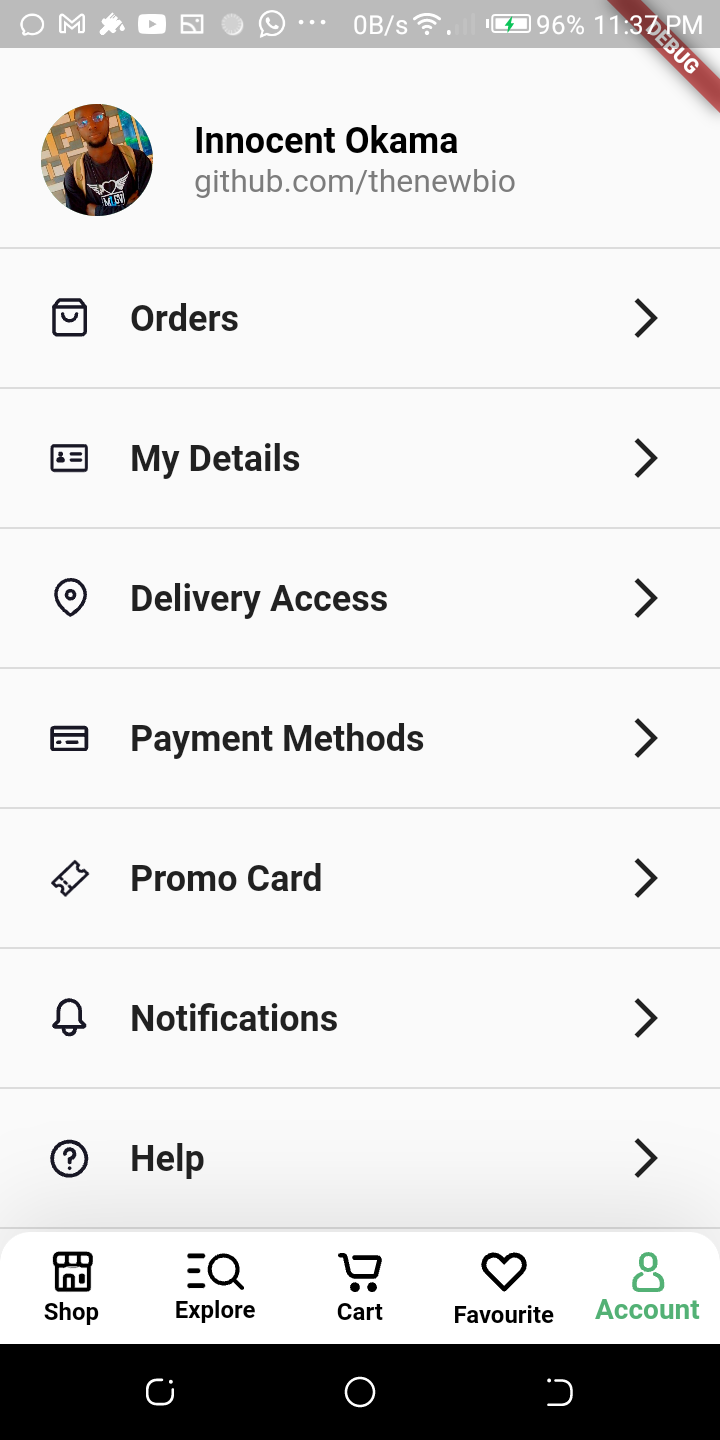 0B/s 96% 11:37 PM
DEBUG
Innocent Okama
github.com/thenewbio
Orders
My Details
Delivery Access
Payment Methods
Promo Card
Notifications
Help
Shop Explore Cart Favourite Account